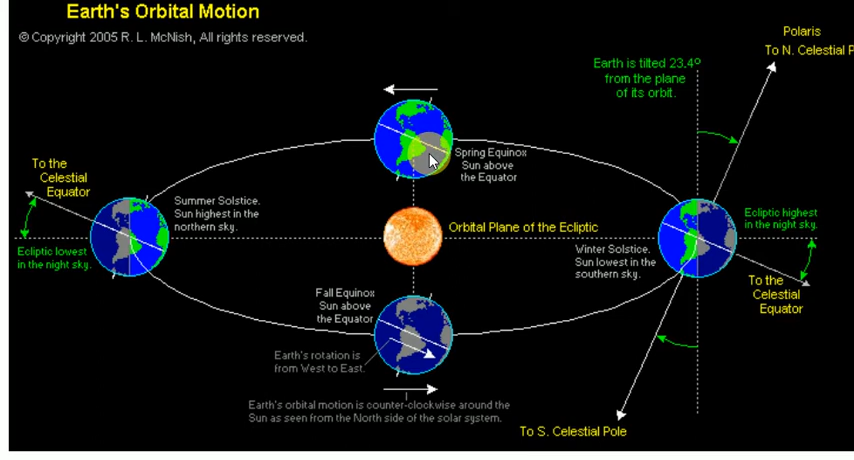 Earth's Orbital Motion
© Copyright 2005 R. L. McNish, All rights reserved.
Polaris
To N. Celestial P
Earth is tilted 23.4º
from the plane
of its orbit.
Spring Equinox
Sun above
the Equator
To the
Celestial
Equator
Summer Solstice.
Sun highest in the
northern sky.
Ecliptic lowest
in the night sky.
Orbital Plane of the Ecliptic
Ecliptic highest
in the night sky.
Winter Solstice.
Sun lowest in the
southern sky.
To the
Celestial
Equator
Fall Equinox
Sun above
the Equator
Earth's rotation is
from West to East.
Earth's orbital motion is counter-clockwise around the
Sun as seen from the North side of the solar system.
To S. Celestial Pole